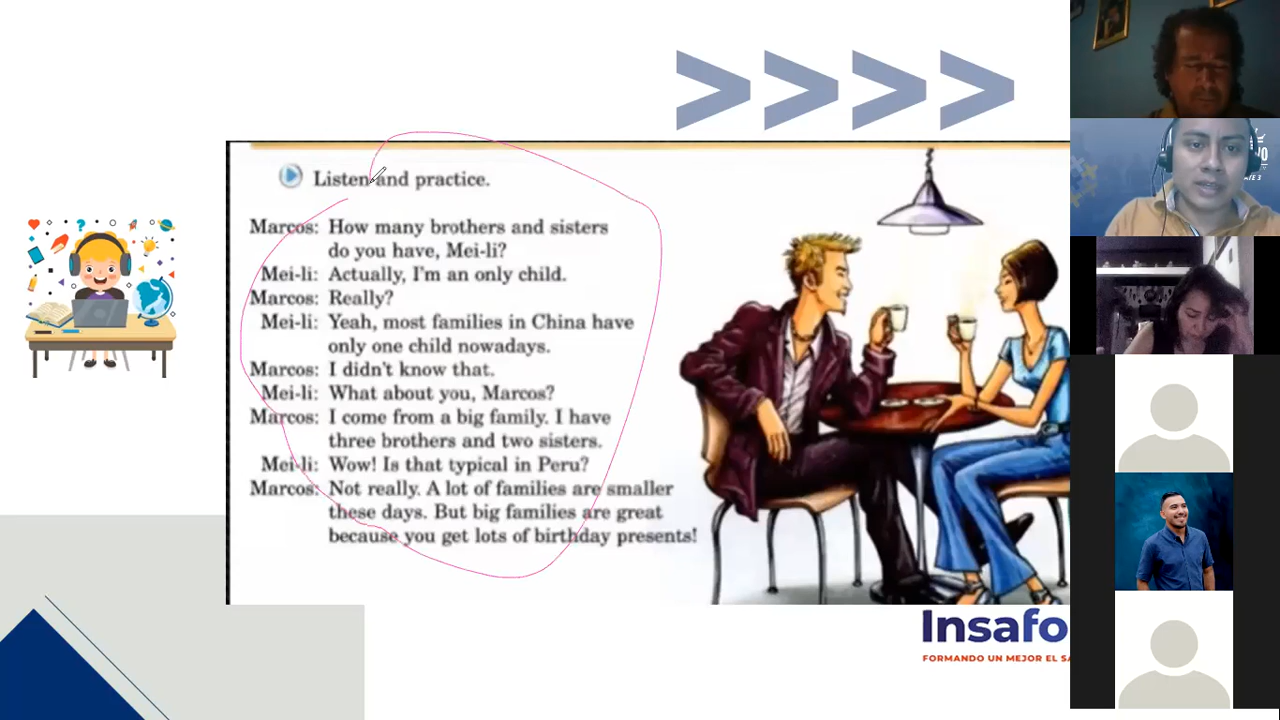 Listen and practice.
Marcos: How many brothers and sisters
do you have, Mei-li?
Mei-li: Actually, I'm an only child.
Marcos: Really?
Mei-li: Yeah, most families in China have
only one child nowadays.
Marcos: I didn't know that.
Mei-li: What about you, Marcos?
Marcos: I come from a big family. I have
three brothers and two sisters.
Mei-li: Wow! Is that typical in Peru?
Marcos: Not really. A lot of families are smaller
these days. But big families are great
because you get lots of birthday presents!
Insafo
FORMANDO UN MEJOR EL SA